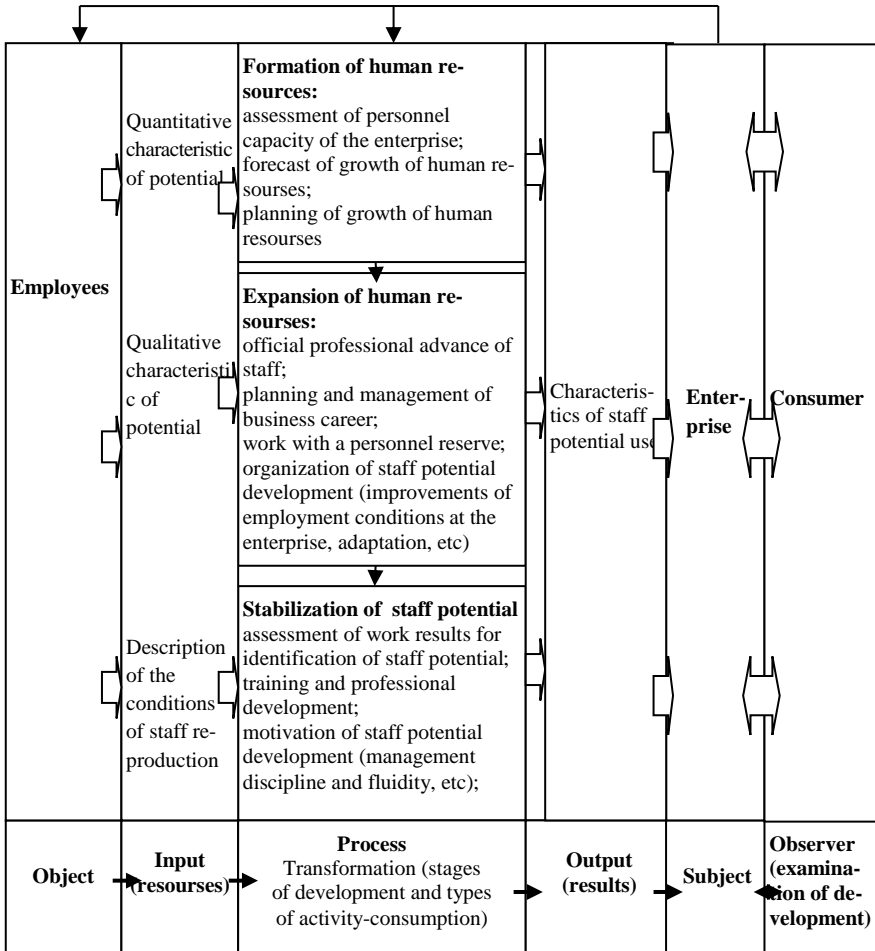 Employees
Quantitative
characteristic
of potential
Qualitative
characteristi
c of
potential
Description
of the
conditions
of staff re-
production
Formation of human re-
sources:
assessment of personnel
capacity of the enterprise;
forecast of growth of human re-
sourses;
planning of growth of human
resourses
Expansion of human re-
sourses:
official professional advance of
staff;
planning and management of
business career;
work with a personnel reserve;
organization of staff potential
development (improvements of
employment conditions at the
enterprise, adaptation, etc)
Stabilization of staff potential
assessment of work results for
identification of staff potential;
training and professional
development;
motivation of staff potential
development (management
discipline and fluidity, etc);
Characteris-
tics of staff
potential use
Enter-
prise
Consumer
Object
Input
(resourses)
Process
Transformation (stages
of development and types
of activity-consumption)
Output
(results)
Subject
Observer
(examina-
tion of de-
velopment)